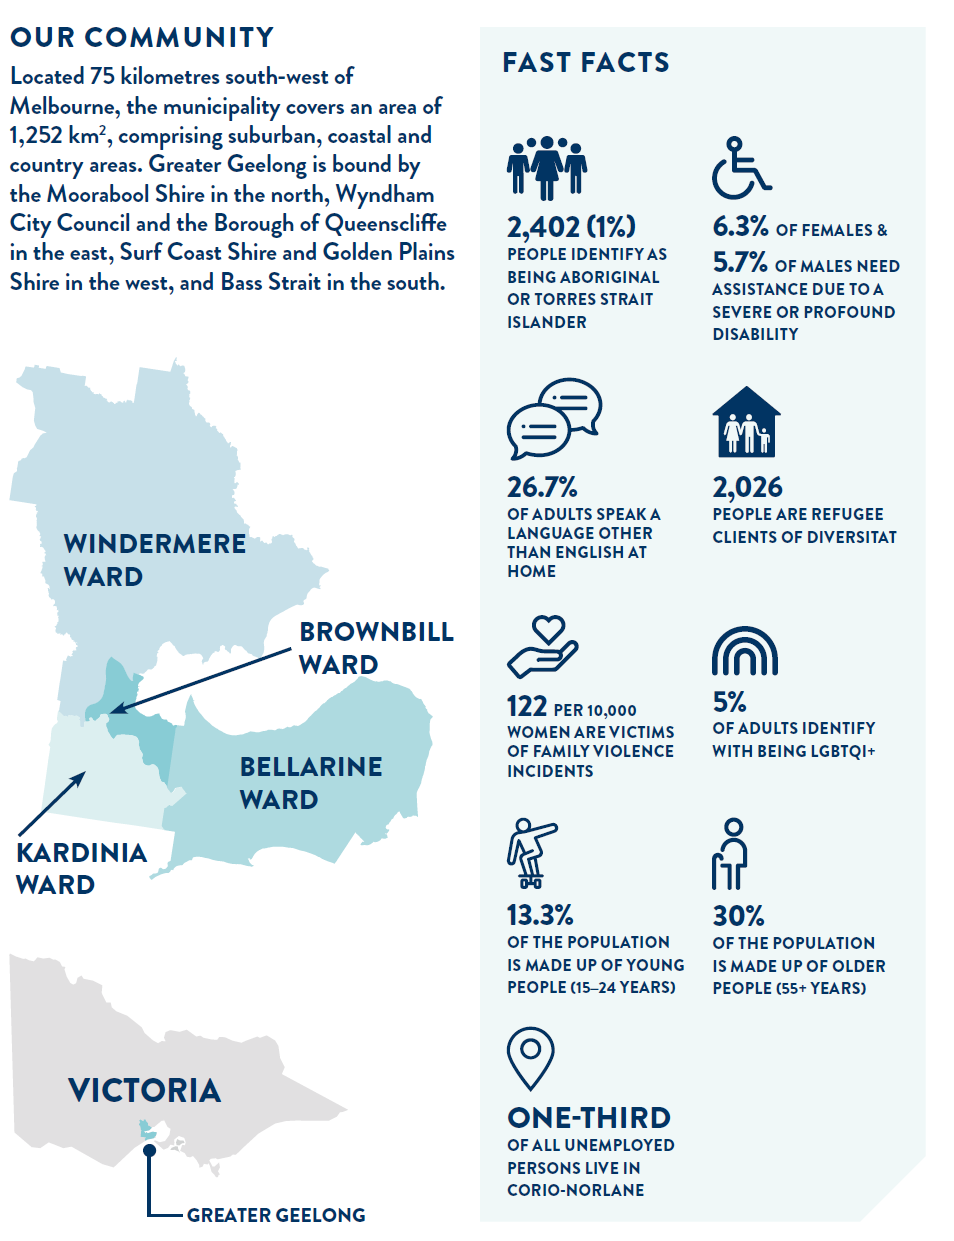 OUR COMMUNITY
Located 75 kilometres south-west of
Melbourne, the municipality covers an area of
1,252 km², comprising suburban, coastal and
country areas. Greater Geelong is bound by
the Moorabool Shire in the north, Wyndham
City Council and the Borough of Queenscliffe
in the east, Surf Coast Shire and Golden Plains
Shire in the west, and Bass Strait in the south.
WINDERMERE
WARD
BROWNBILL
WARD
BELLARINE
WARD
KARDINIA
WARD
VICTORIA
GREATER GEELONG
FAST FACTS
2,402 (1%)
PEOPLE IDENTIFY AS
BEING ABORIGINAL
OR TORRES STRAIT
ISLANDER
6.3% OF FEMALES &
5.7% OF MALES NEED
ASSISTANCE DUE TO A
SEVERE OR PROFOUND
DISABILITY
26.7%
OF ADULTS SPEAK A
LANGUAGE OTHER
THAN ENGLISH AT
HOME
2,026
PEOPLE ARE REFUGEE
CLIENTS OF DIVERSITAT
122 PER 10,000
WOMEN ARE VICTIMS
OF FAMILY VIOLENCE
INCIDENTS
5%
OF ADULTS IDENTIFY
WITH BEING LGBTQI+
13.3%
OF THE POPULATION
IS MADE UP OF YOUNG
PEOPLE (15–24 YEARS)
30%
OF THE POPULATION
IS MADE UP OF OLDER
PEOPLE (55+ YEARS)
ONE-THIRD
OF ALL UNEMPLOYED
PERSONS LIVE IN
CORIO-NORLANE